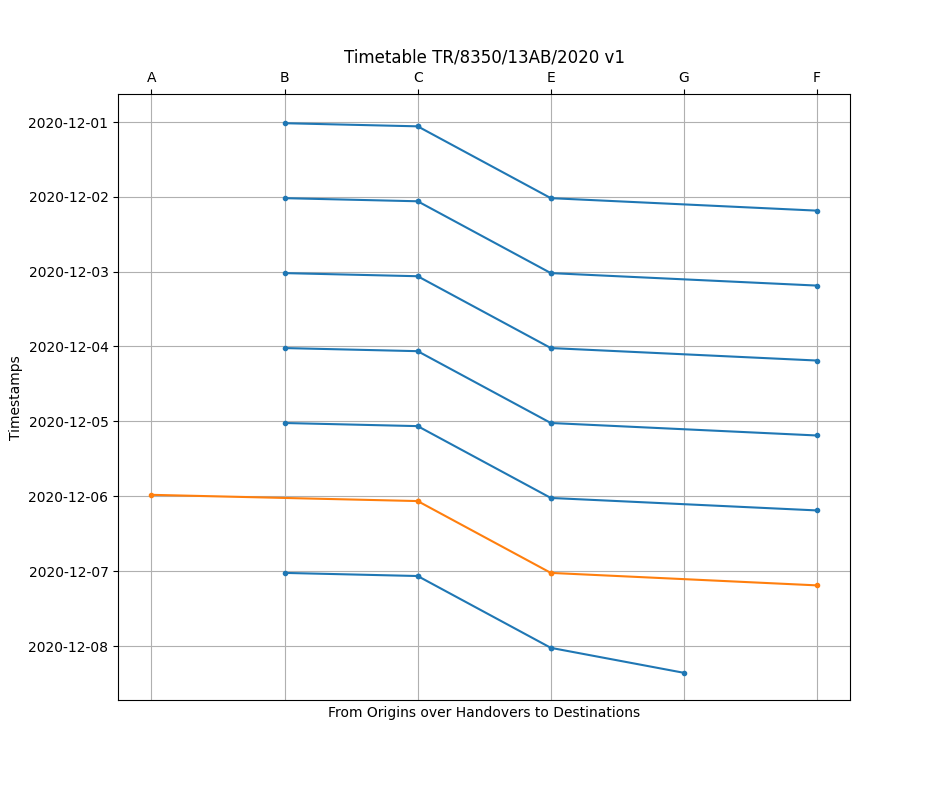 Timetable TR/8350/13AB/2020 v1
A B C E G F
2020-12-01
2020-12-02
2020-12-03
2020-12-04
2020-12-05
2020-12-06
2020-12-07
2020-12-08
Timestamps
From Origins over Handovers to Destinations